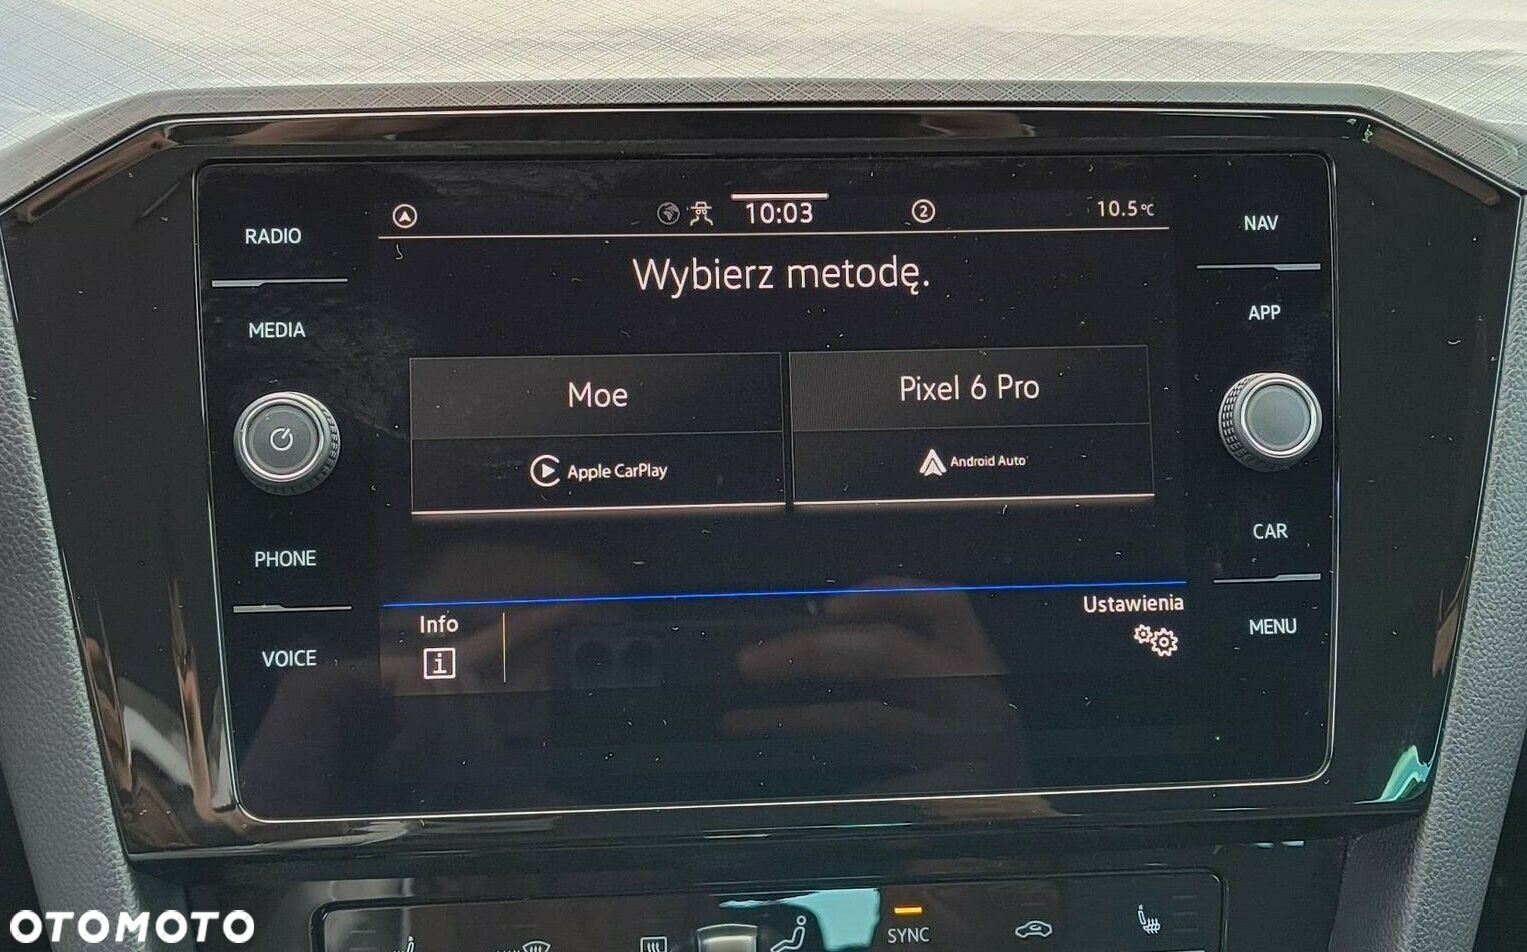 RADIO
MEDIA
PHONE
VOICE
10:03
2
10.5°C
Wybierz metodę.
Moe
Apple CarPlay
Pixel 6 Pro
Android Auto
Info
i
Ustawienia
NAV
APP
CAR
MENU
SYNC
OTOMOTO